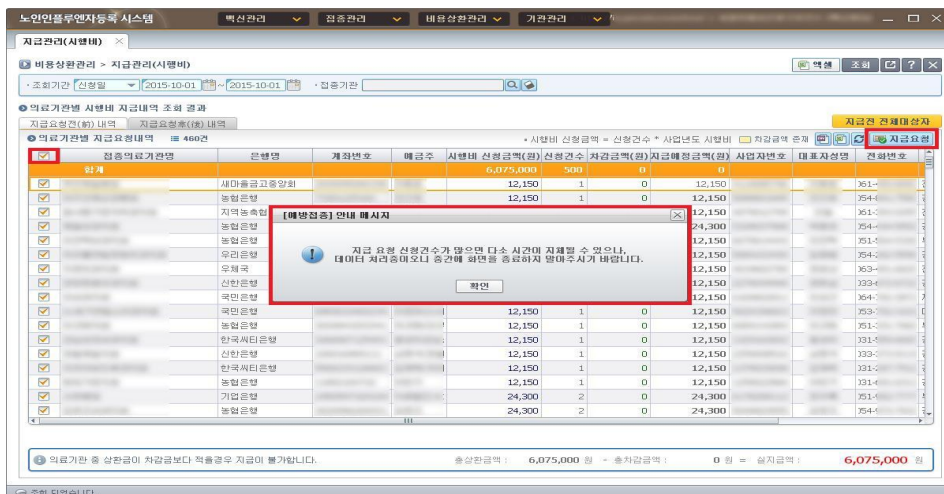 노인인플루엔자등록 시스템 백신관리 접종관리 비용상환관리 기관관리
지급관리(시행비)
비용상환관리 > 지급관리(시행비) 엑셀 조회
· 조회기간 신청일 2015-10-01 ~ 2015-10-01 · 접종기관
의료기관별 시행비 지급내역 조회 결과
지급요청전(前) 내역 지급요청후(後) 내역 지급전 전체대상자
의료기관별 지급요청내역 460건 • 시행비 신청금액 = 신청건수 * 사업년도 시행비 차감금액 존재 지급요청
접종의료기관명 은행명 계좌번호 예금주 시행비 신청금액(원) 신청건수 차감금액(원) 지급예정금액(원) 사업자번호 대표자성명 전화번호
합계 6,075,000 500 0 0
새마을금고중앙회 12,150 1 0 12,150
농협은행 12,150 1 0 12,150
지역농축협 12,150
농협은행 24,300
농협은행 12,150
우리은행 12,150
우체국 12,150
신한은행 12,150
국민은행 12,150
[예방접종] 안내 메시지
지급 요청 신청건수가 많으면 다소 시간이 지체될 수 있으나,
데이터 처리중이오니 중간에 화면을 종료하지 말아주시기 바랍니다.
확인
국민은행 12,150 1 0 12,150
농협은행 12,150 1 0 12,150
한국씨티은행 12,150 1 0 12,150
신한은행 12,150 1 0 12,150
한국씨티은행 12,150 1 0 12,150
농협은행 12,150 1 0 12,150
기업은행 24,300 2 0 24,300
농협은행 24,300 2 0 24,300
의료기관 중 상환금이 차감금보다 적을경우 지급이 불가합니다. 총상환금액 : 6,075,000 원 - 총차감금액 : 0 원 = 실지급액 : 6,075,000 원
조회 되었습니다